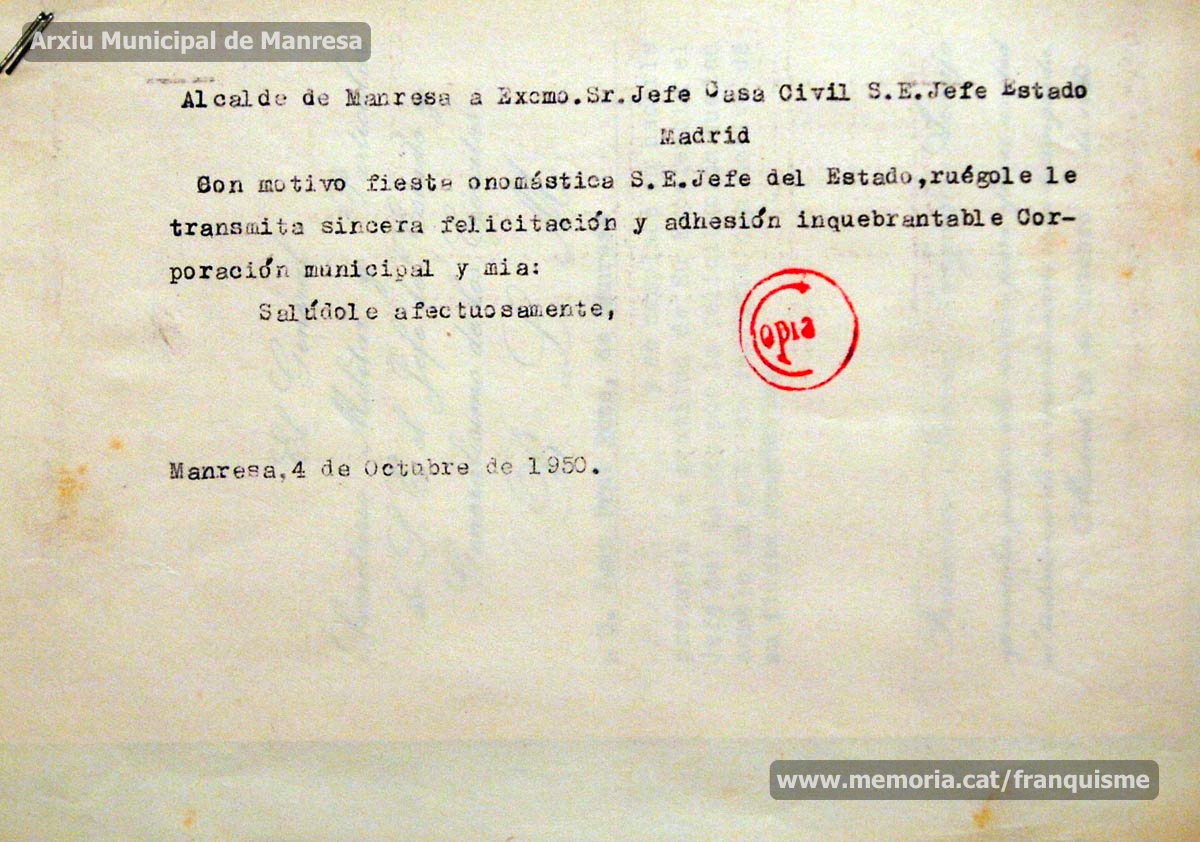 Arxiu Municipal de Manresa
Alcalde de Manresa a Excmo.Sr.Jefe Casa Civil S.E.Jefe Estado
Madrid
Con motivo fiesta onomástica S.E.Jefe del Estado,ruégole le
transmita sincera felicitación y adhesión inquebrantable Cor-
poración municipal y mia:
Salúdole afectuosamente,
Copia
Manresa,4 de Octubre de 1950.
www.memoria.cat/franquisme